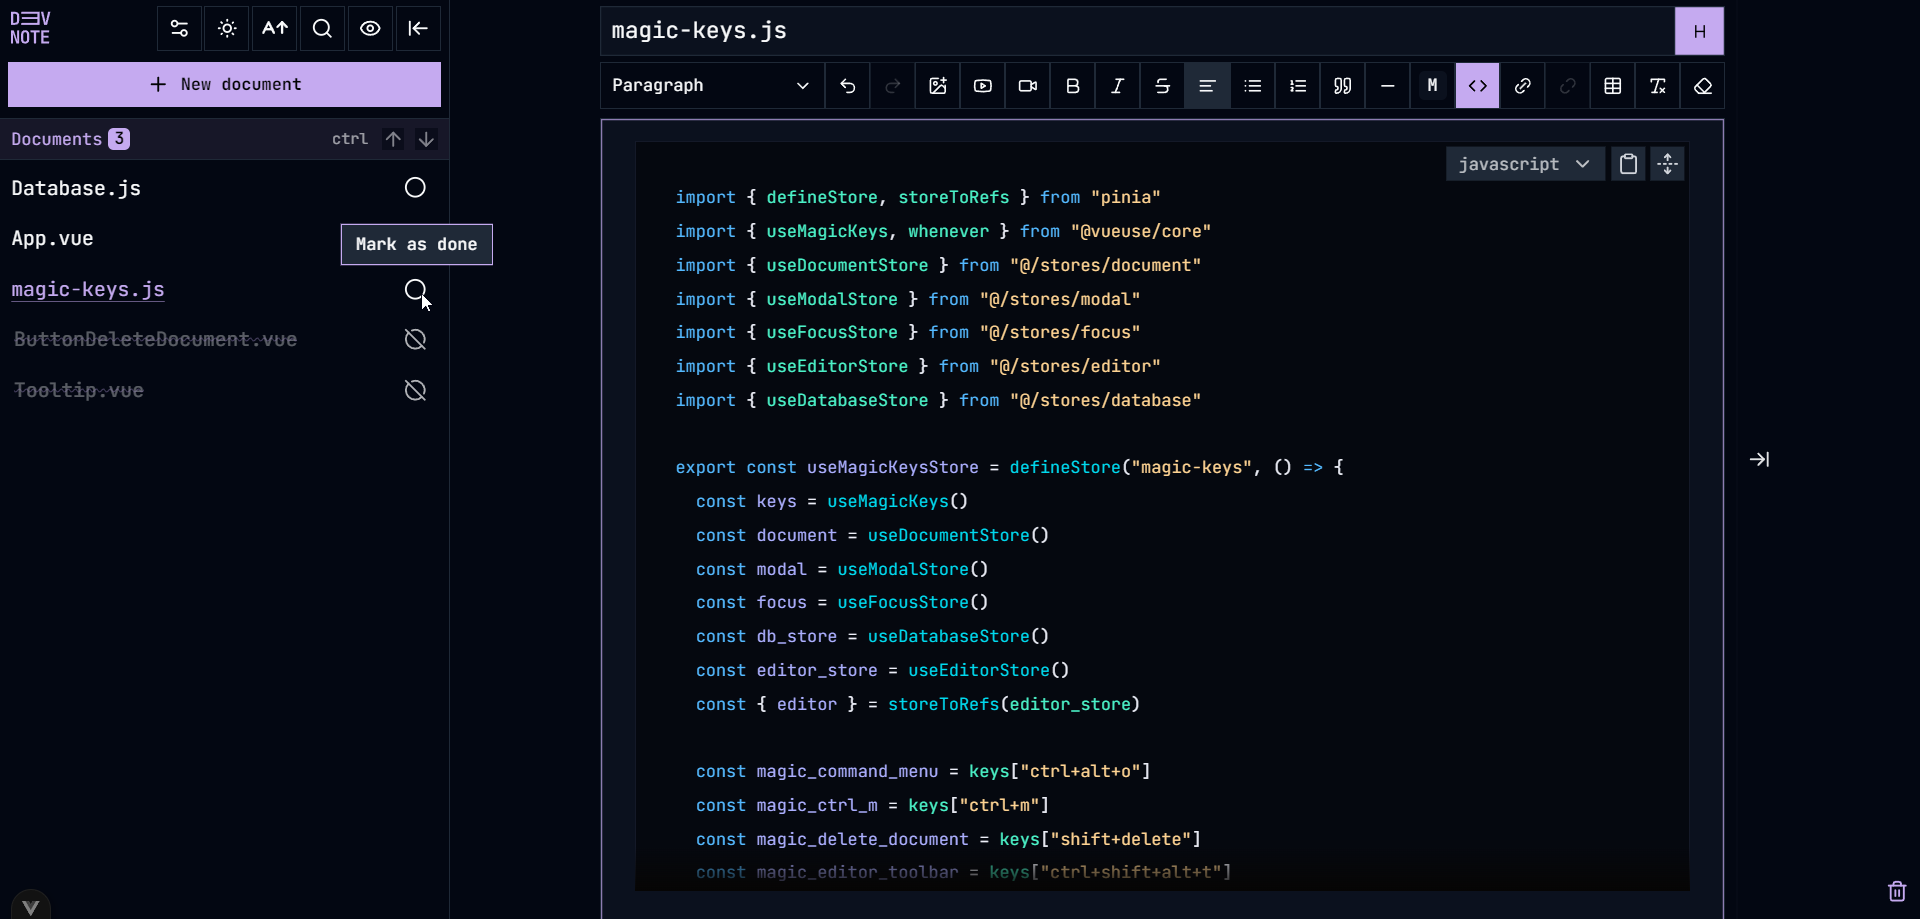 DEV
NOTE
A
New document
Documents 3
ctrl
Database.js
App.vue
Mark as done
magic-keys.js
ButtonDeleteDocument.vue
Tooltip.vue
magic-keys.js
H
Paragraph
B I S
M
javascript
import { defineStore, storeToRefs } from "pinia"
import { useMagicKeys, whenever } from "@vueuse/core"
import { useDocumentStore } from "@/stores/document"
import { useModalStore } from "@/stores/modal"
import { useFocusStore } from "@/stores/focus"
import { useEditorStore } from "@/stores/editor"
import { useDatabaseStore } from "@/stores/database"
export const useMagicKeysStore = defineStore("magic-keys", () => {
const keys = useMagicKeys()
const document = useDocumentStore()
const modal = useModalStore()
const focus = useFocusStore()
const db_store = useDatabaseStore()
const editor_store = useEditorStore()
const { editor } = storeToRefs(editor_store)
const magic_command_menu = keys["ctrl+alt+o"]
const magic_ctrl_m = keys["ctrl+m"]
const magic_delete_document = keys["shift+delete"]
const magic_editor_toolbar = keys["ctrl+shift+alt+t"]